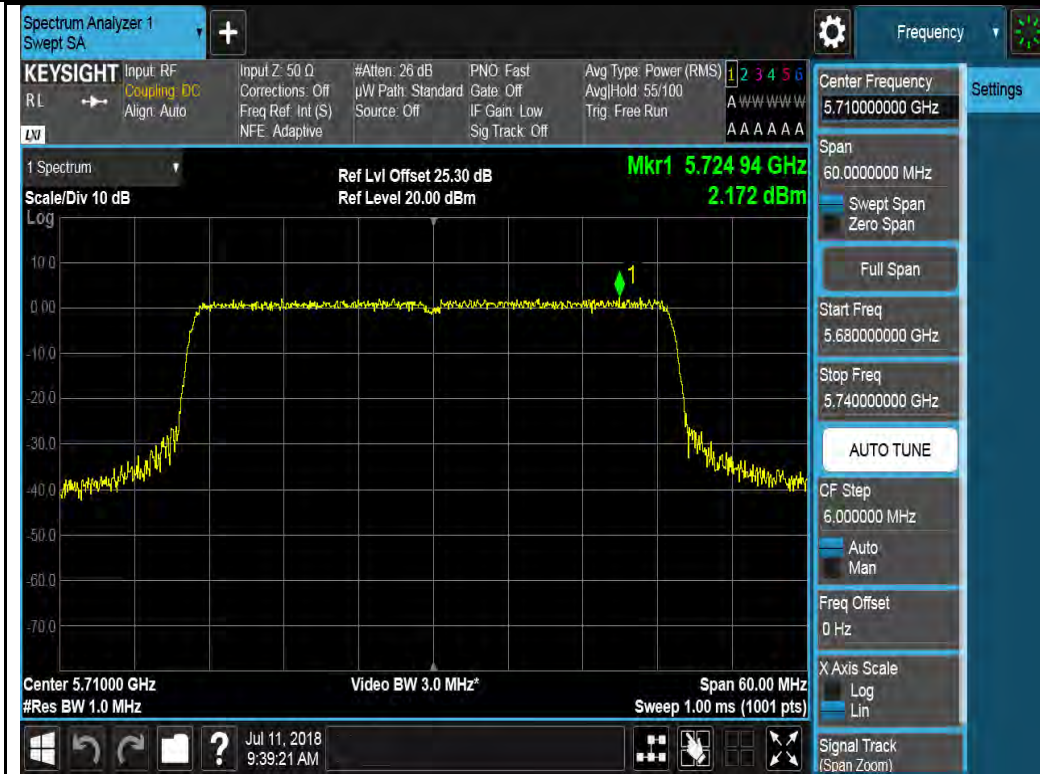 Spectrum Analyzer 1
Swept SA
+
Frequency
KEYSIGHT
RL
LXI
Input: RF
Coupling: DC
Align: Auto
Input Z: 50 Ω
Corrections: Off
Freq Ref: Int (S)
NFE: Adaptive
#Atten: 26 dB
µW Path: Standard
Source: Off
PNO: Fast
Gate: Off
IF Gain: Low
Sig Track: Off
Avg Type: Power (RMS)
Avg|Hold: 55/100
Trig: Free Run
1 2 3 4 5 6
A W W W W W
A A A A A A
Center Frequency
5.710000000 GHz
Settings
Span
60.0000000 MHz
Swept Span
Zero Span
Full Span
Start Freq
5.680000000 GHz
Stop Freq
5.740000000 GHz
AUTO TUNE
CF Step
6.000000 MHz
Auto
Man
Freq Offset
0 Hz
X Axis Scale
Log
Lin
Signal Track
(Span Zoom)
1 Spectrum
Scale/Div 10 dB
Ref Lvl Offset 25.30 dB
Ref Level 20.00 dBm
Mkr1 5.724 94 GHz
2.172 dBm
Log
10.0
0.00
-10.0
-20.0
-30.0
-40.0
-50.0
-60.0
-70.0
1
Center 5.71000 GHz
#Res BW 1.0 MHz
Video BW 3.0 MHz*
Span 60.00 MHz
Sweep 1.00 ms (1001 pts)
?
Jul 11, 2018
9:39:21 AM